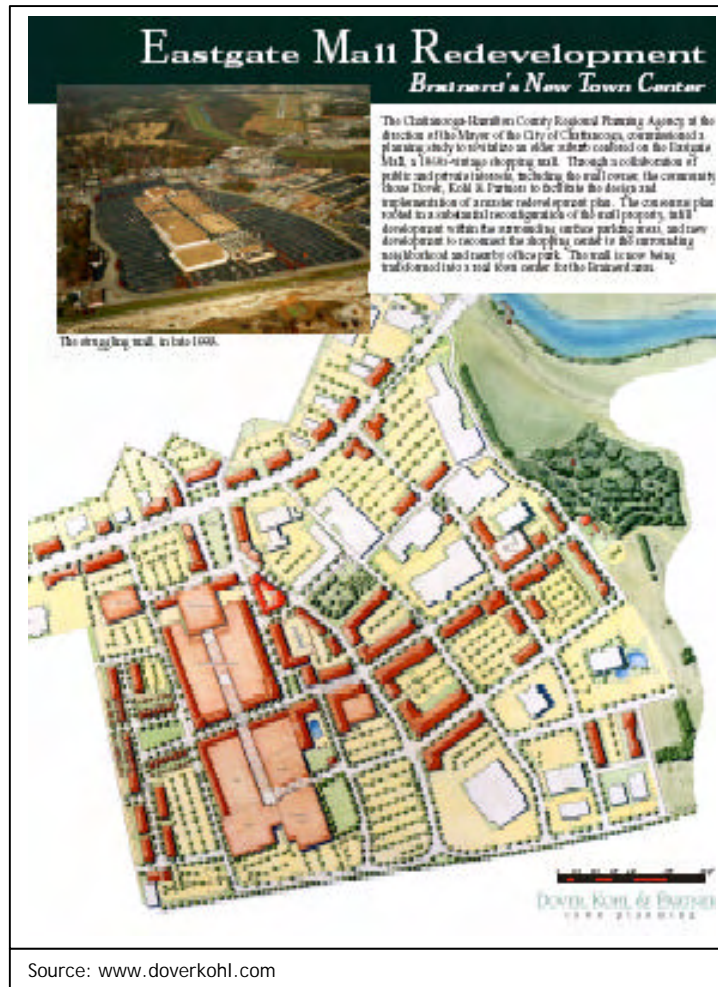 Eastgate Mall Redevelopment
Brainerd's New Town Center
The Chattanooga-Hamilton County Regional Planning Agency, at the
direction of the Mayor of the City of Chattanooga, commissioned a
planning study to revitalize an older suburb centered on the Eastgate
Mall, a 1960s-vintage shopping mall. Through a collaboration of
public and private interests, including the mall owner, the community
chose Dover, Kohl & Partners to facilitate the design and
implementation of a master redevelopment plan. The consensus plan
rooted in a substantial reconfiguration of the mall property, infill
development within the surrounding surface parking areas, and new
development to reconnect the shopping center to the surrounding
neighborhood and nearby office park. The mall is now being
transformed into a real town center for the Brainerd area.
The struggling mall, in late
DOVER, KOHL & PARTNER
town planning
Source: www.doverkohl.com